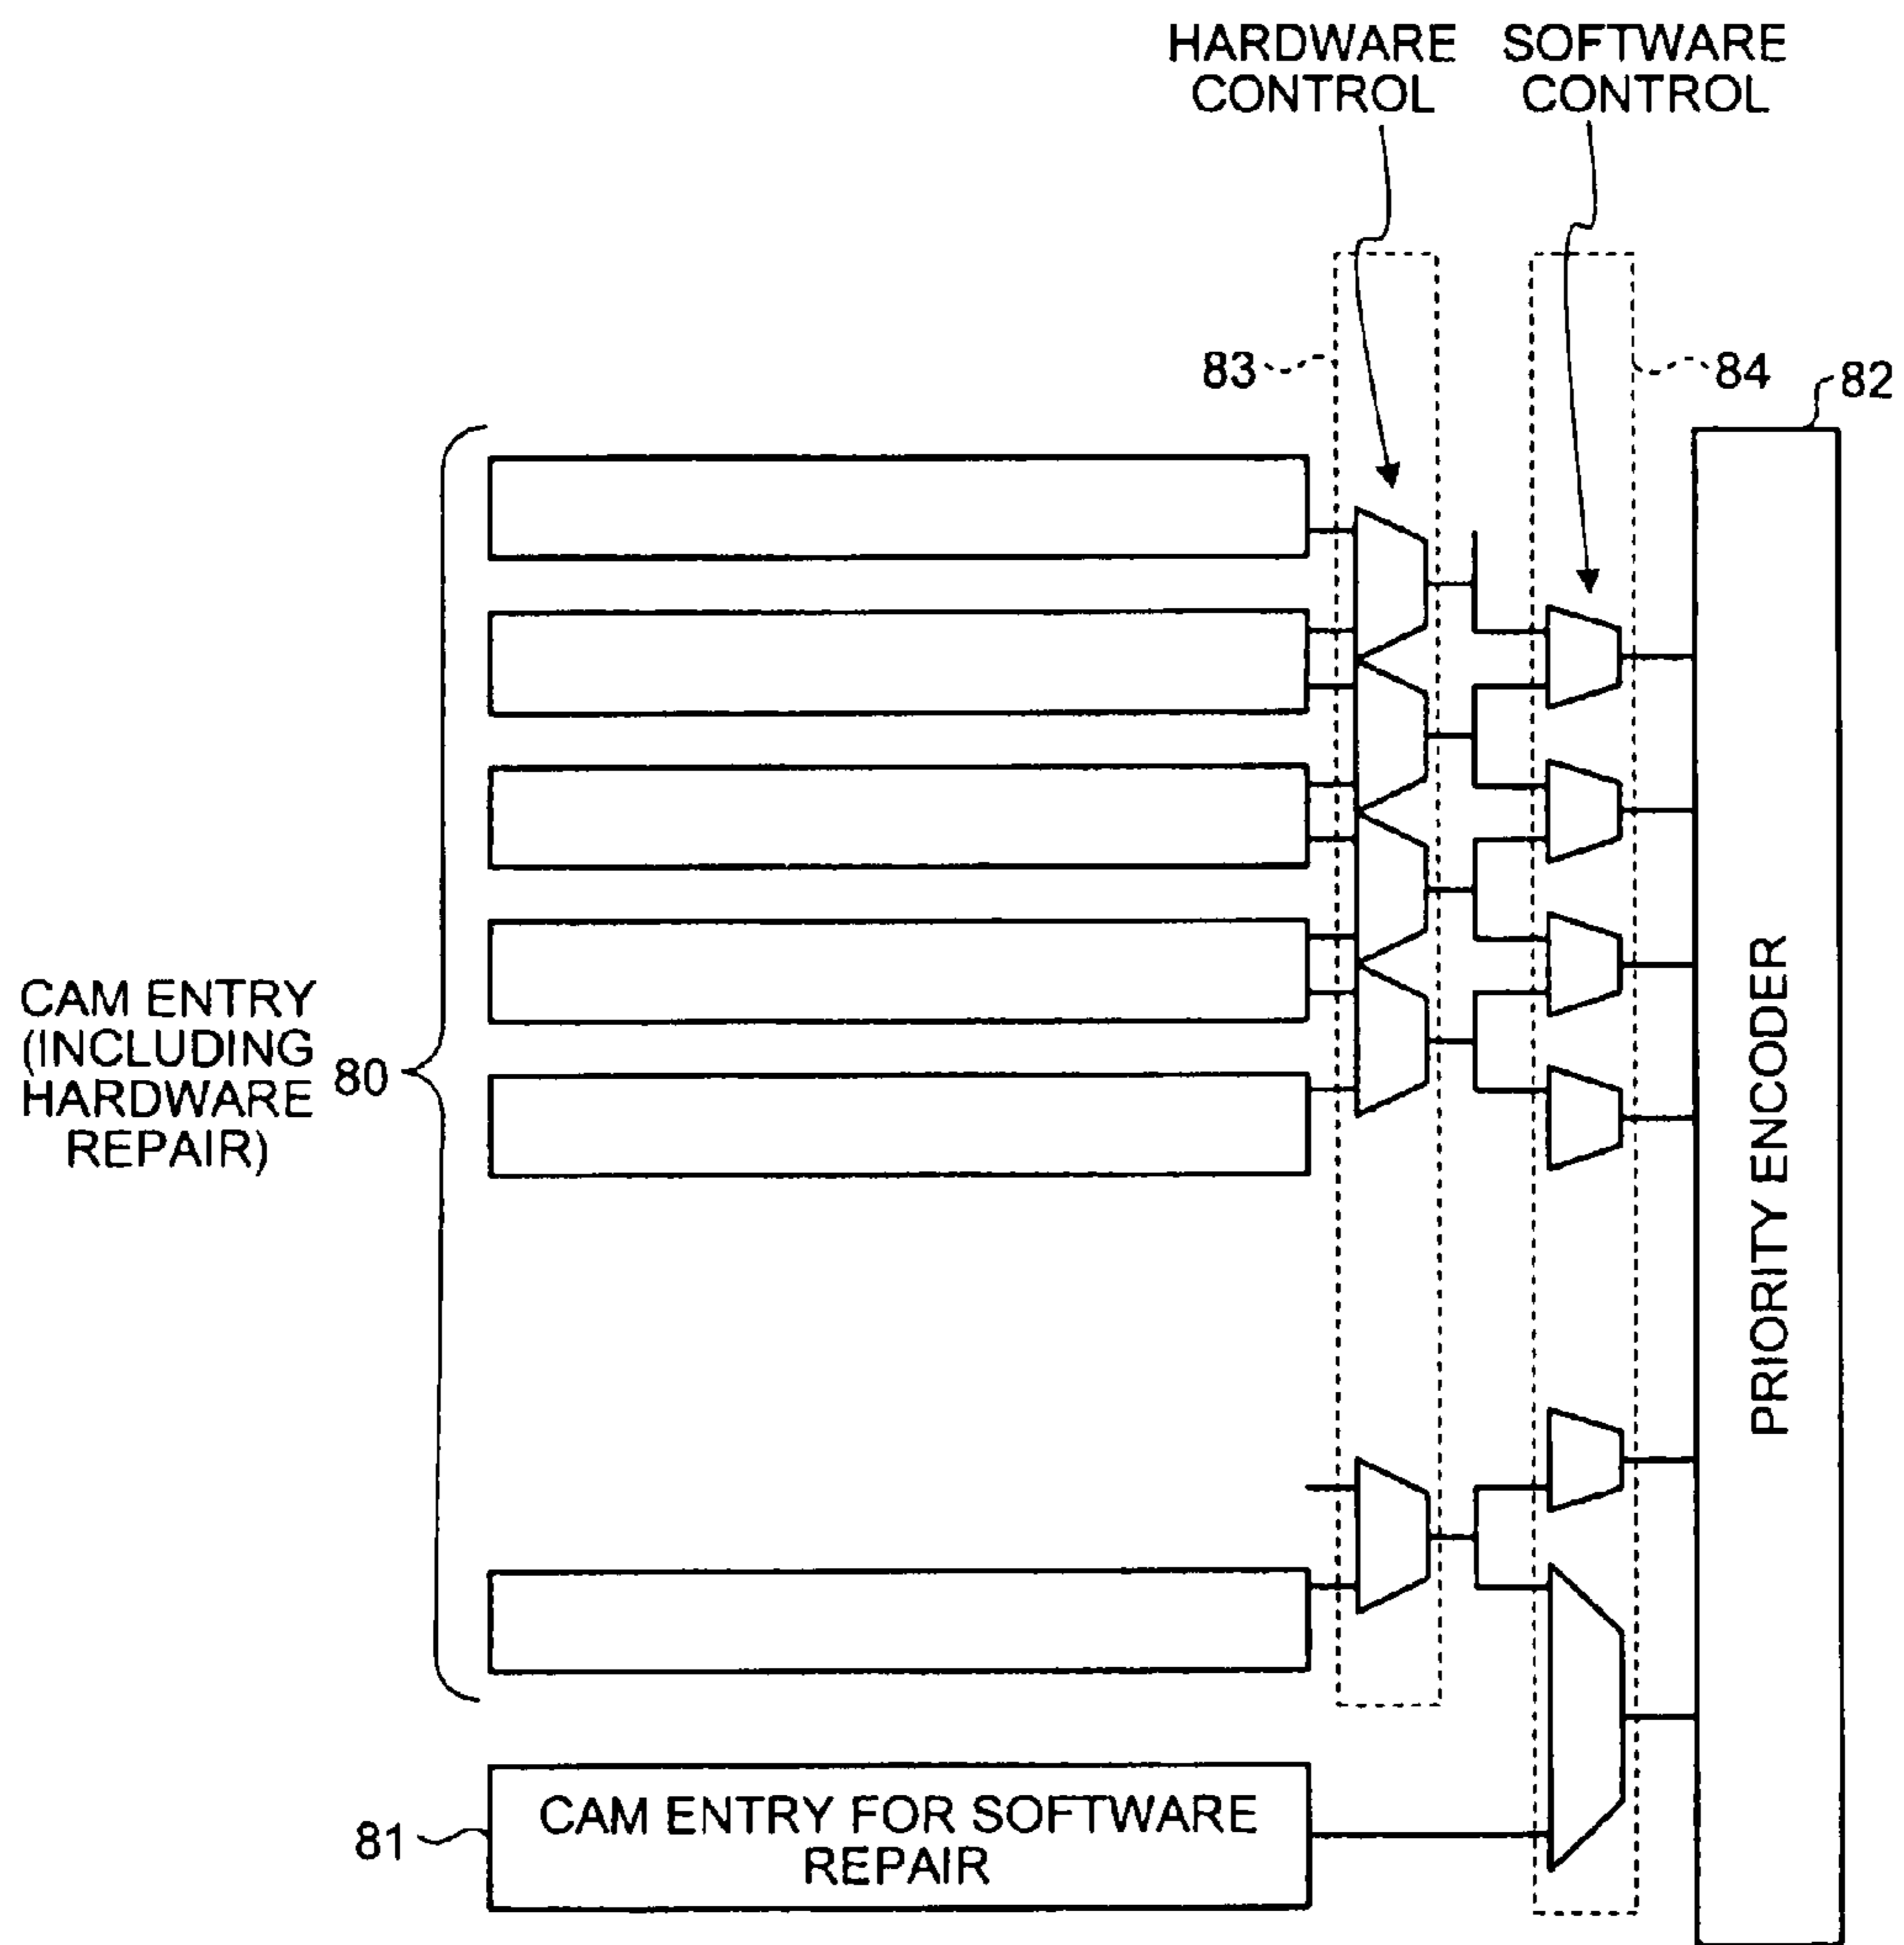 HARDWARE
CONTROL
SOFTWARE
CONTROL
83
84
82
CAM ENTRY
(INCLUDING
HARDWARE
REPAIR)
80
PRIORITY ENCODER
81
CAM ENTRY FOR SOFTWARE
REPAIR